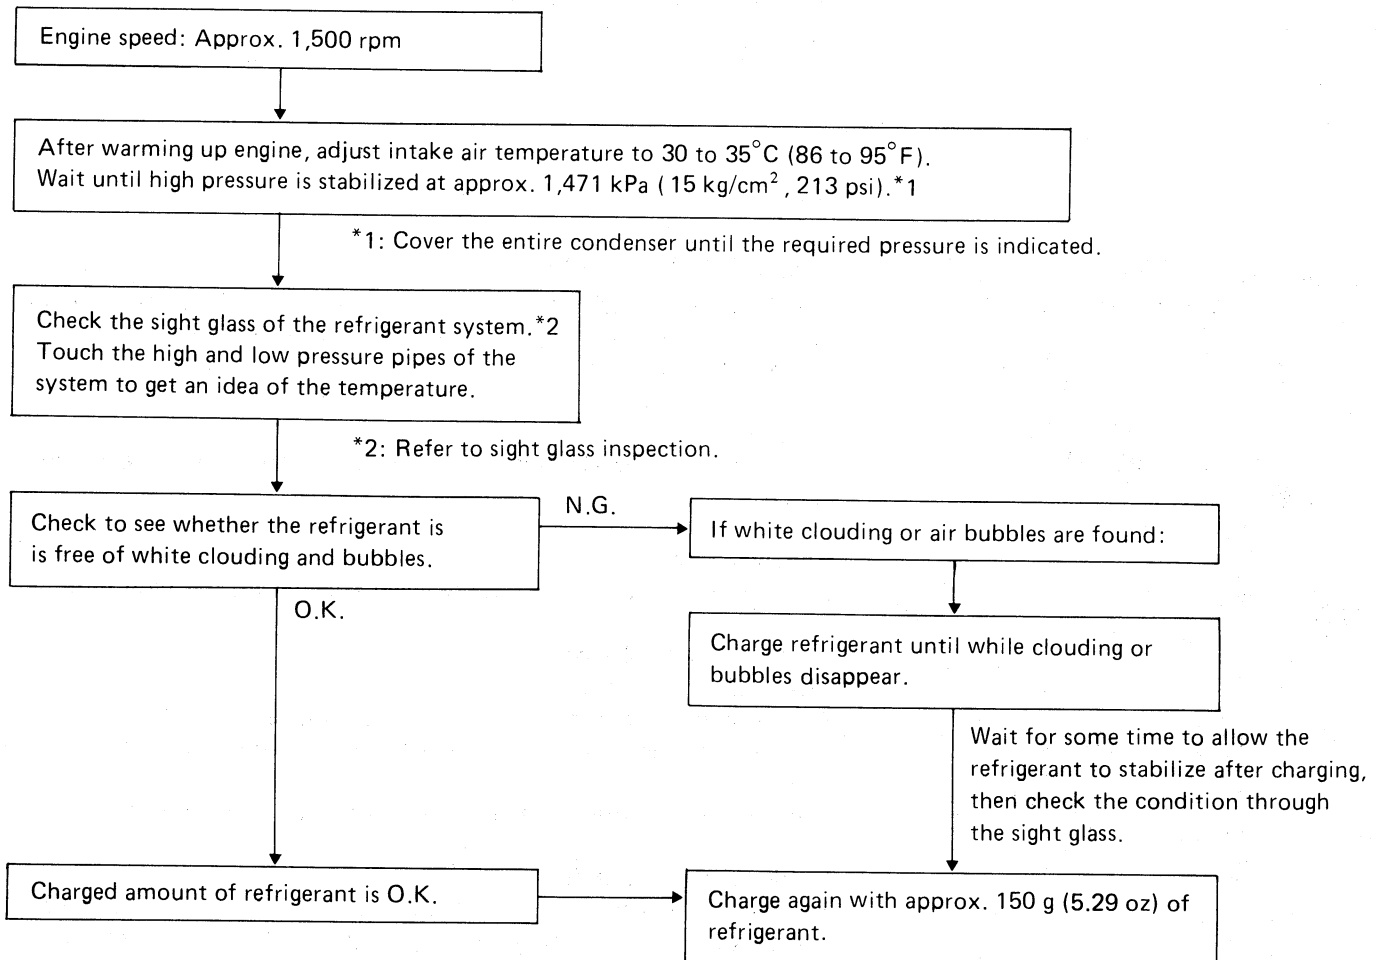 Engine speed: Approx. 1,500 rpm
After warming up engine, adjust intake air temperature to 30 to 35°C (86 to 95°F).
Wait until high pressure is stabilized at approx. 1,471 kPa ( 15 kg/cm², 213 psi).*1
*1: Cover the entire condenser until the required pressure is indicated.
Check the sight glass of the refrigerant system.*2
Touch the high and low pressure pipes of the
system to get an idea of the temperature.
*2: Refer to sight glass inspection.
Check to see whether the refrigerant is
is free of white clouding and bubbles.
N.G.
If white clouding or air bubbles are found:
O.K.
Charge refrigerant until while clouding or
bubbles disappear.
Wait for some time to allow the
refrigerant to stabilize after charging,
then check the condition through
the sight glass.
Charged amount of refrigerant is O.K.
Charge again with approx. 150 g (5.29 oz) of
refrigerant.